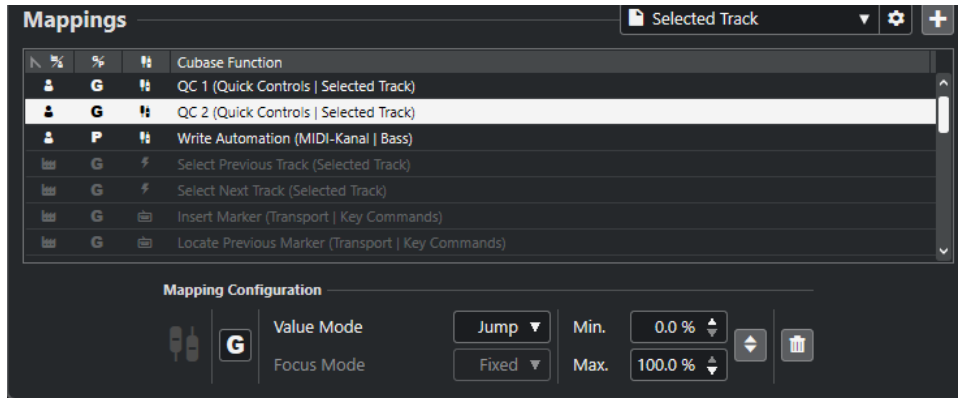 Mappings
Selected Track
Cubase Function
G QC 1 (Quick Controls | Selected Track)
G QC 2 (Quick Controls | Selected Track)
P Write Automation (MIDI-Kanal | Bass)
G Select Previous Track (Selected Track)
G Select Next Track (Selected Track)
G Insert Marker (Transport | Key Commands)
G Locate Previous Marker (Transport | Key Commands)
Mapping Configuration
G Value Mode Jump Min. 0.0 %
Focus Mode Fixed Max. 100.0 %